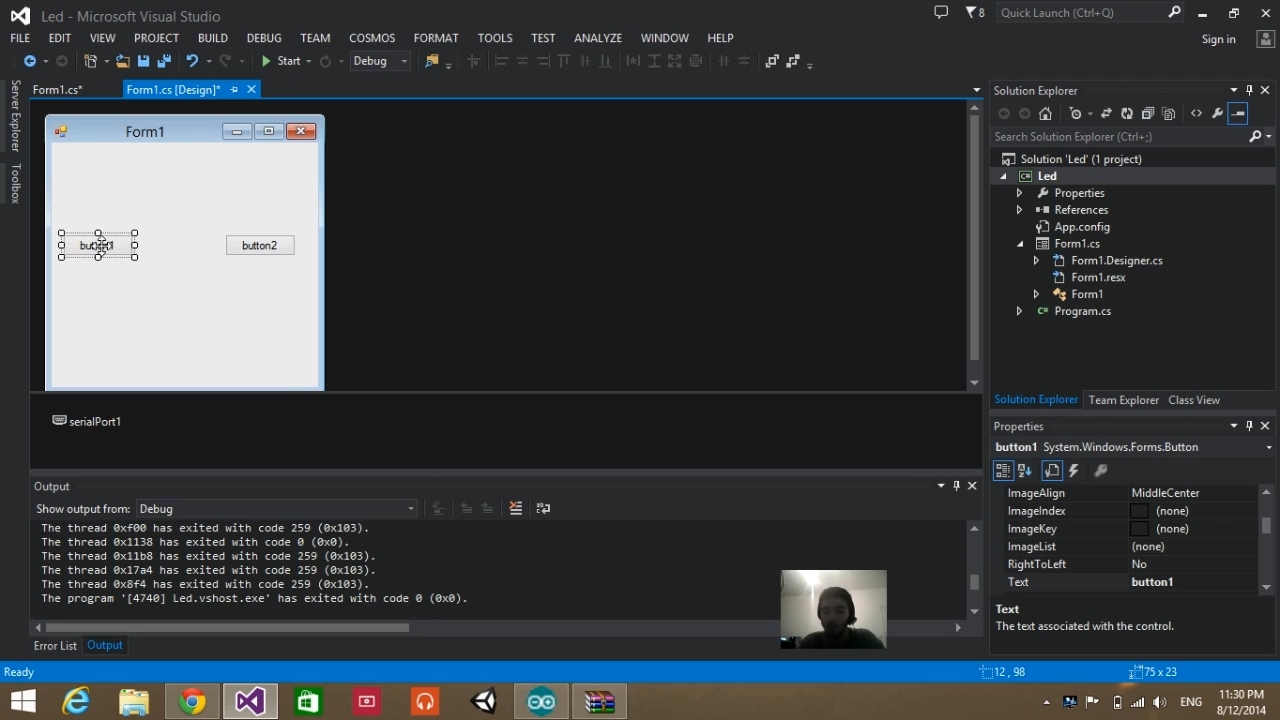 Led - Microsoft Visual Studio
8
Quick Launch (Ctrl+Q)
FILE EDIT VIEW PROJECT BUILD DEBUG TEAM COSMOS FORMAT TOOLS TEST ANALYZE WINDOW HELP
Sign in
Start
Debug
Server Explorer
Toolbox
Form1.cs*
Form1.cs [Design]*
Form1
button2
serialPort1
Output
Show output from: Debug
The thread 0xf00 has exited with code 259 (0x103).
The thread 0x1138 has exited with code 0 (0x0).
The thread 0x11b8 has exited with code 259 (0x103).
The thread 0x17a4 has exited with code 259 (0x103).
The thread 0x8f4 has exited with code 259 (0x103).
The program '[4740] Led.vshost.exe' has exited with code 0 (0x0).
Error List Output
Solution Explorer
Search Solution Explorer (Ctrl+;)
Solution 'Led' (1 project)
C# Led
Properties
References
App.config
Form1.cs
Form1.Designer.cs
Form1.resx
Form1
C# Program.cs
Solution Explorer Team Explorer Class View
Properties
button1 System.Windows.Forms.Button
ImageAlign MiddleCenter
ImageIndex (none)
ImageKey (none)
ImageList (none)
RightToLeft No
Text button1
Text
The text associated with the control.
Ready
12 , 98
75 x 23
ENG
11:30 PM
8/12/2014